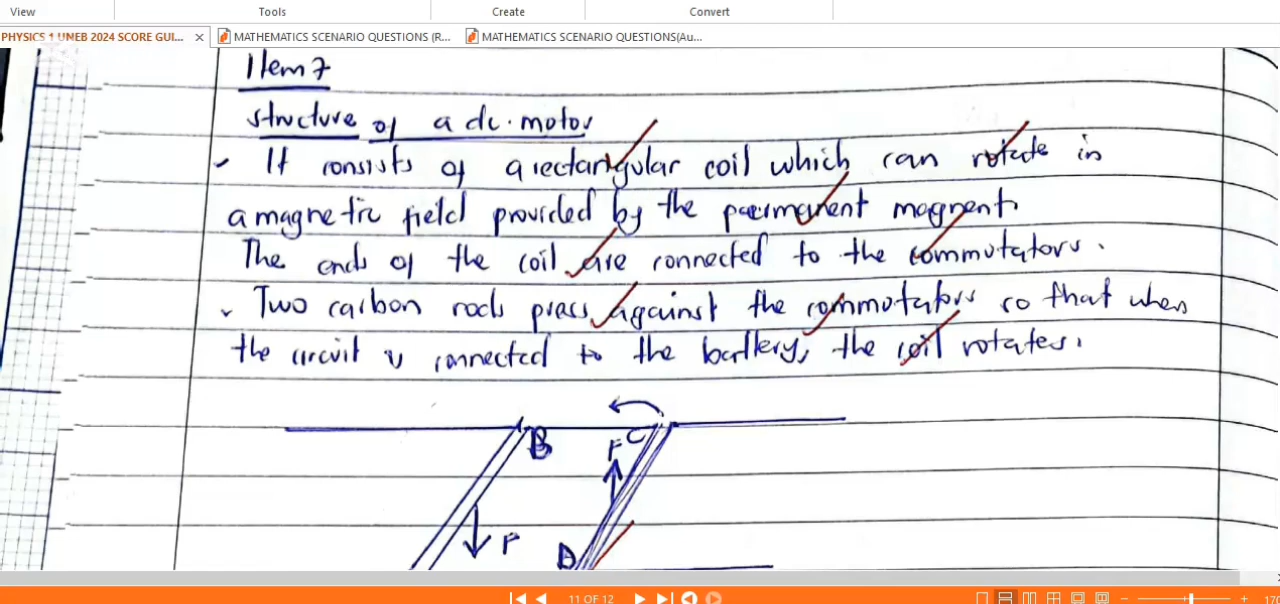 View Tools Create Convert
PHYSICS 1 UNEB 2024 SCORE GUI... × MATHEMATICS SCENARIO QUESTIONS (R... MATHEMATICS SCENARIO QUESTIONS(Au...
Item 7
structure of a dc. motor
- It consists of a rectangular coil which can rotate in
a magnetic field provided by the permanent magnent.
The ends of the coil are connected to the commutators.
Two carbon rods press against the commutators so that when
the circuit is connected to the battery, the coil rotates.
B F C
F D
11 OF 12